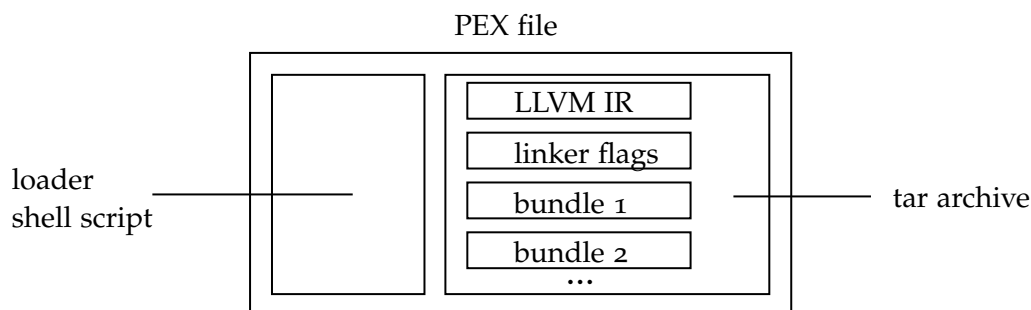 PEX file
LLVM IR
linker flags
bundle 1
bundle 2
...
loader
shell script
tar archive